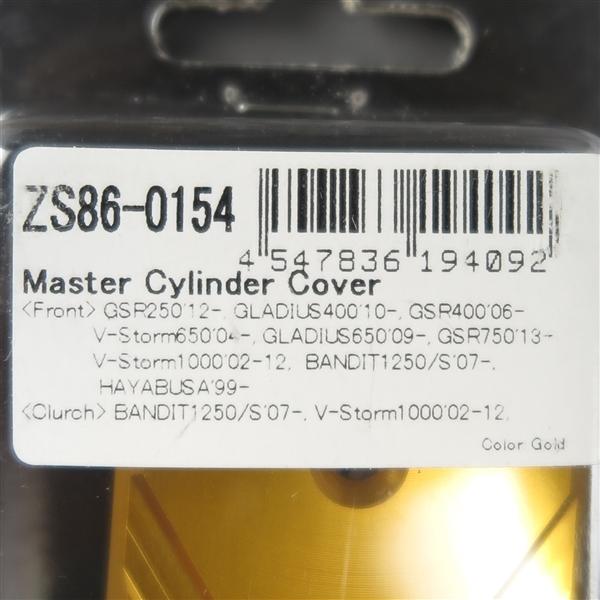 ZS86-0154
4 547836 194092
Master Cylinder Cover
<Front> GSR250'12-, GLADIUS400'10-, GSR400'06-
V-Storm650'04-, GLADIUS650'09-, GSR750'13-
V-Storm1000'02-12, BANDIT1250/S'07-,
HAYABUSA'99-
<Clurch> BANDIT1250/S'07-, V-Storm1000'02-12,
Color Gold